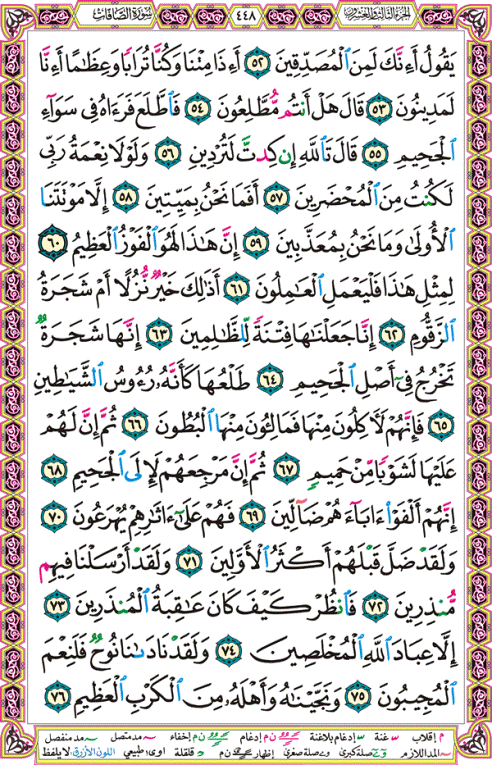 الجزء الثالث والعشرون ٤٤٨ سورة الصافات
يَقُولُ أَءِنَّكَ لَمِنَ ٱلْمُصَدِّقِينَ ٥٢ أَءِذَا مِتْنَا وَكُنَّا تُرَابًا وَعِظَٰمًا أَءِنَّا
لَمَدِينُونَ ٥٣ قَالَ هَلْ أَنتُم مُّطَّلِعُونَ ٥٤ فَٱطَّلَعَ فَرَءَاهُ فِى سَوَآءِ
ٱلْجَحِيمِ ٥٥ قَالَ تَٱللَّهِ إِن كِدتَّ لَتُرْدِينِ ٥٦ وَلَوْلَا نِعْمَةُ رَبِّى
لَكُنتُ مِنَ ٱلْمُحْضَرِينَ ٥٧ أَفَمَا نَحْنُ بِمَيِّتِينَ ٥٨ إِلَّا مَوْتَتَنَا
ٱلْأُولَىٰ وَمَا نَحْنُ بِمُعَذَّبِينَ ٥٩ إِنَّ هَٰذَا لَهُوَ ٱلْفَوْزُ ٱلْعَظِيمُ ٦٠
لِمِثْلِ هَٰذَا فَلْيَعْمَلِ ٱلْعَٰمِلُونَ ٦١ أَذَٰلِكَ خَيْرٌ نُّزُلًا أَمْ شَجَرَةُ
ٱلزَّقُّومِ ٦٢ إِنَّا جَعَلْنَٰهَا فِتْنَةً لِّلظَّٰلِمِينَ ٦٣ إِنَّهَا شَجَرَةٌ
تَخْرُجُ فِىٓ أَصْلِ ٱلْجَحِيمِ ٦٤ طَلْعُهَا كَأَنَّهُۥ رُءُوسُ ٱلشَّيَٰطِينِ
٦٥ فَإِنَّهُمْ لَءَاكِلُونَ مِنْهَا فَمَالِـُٔونَ مِنْهَا ٱلْبُطُونَ ٦٦ ثُمَّ إِنَّ لَهُمْ
عَلَيْهَا لَشَوْبًا مِّنْ حَمِيمٍ ٦٧ ثُمَّ إِنَّ مَرْجِعَهُمْ لَإِلَى ٱلْجَحِيمِ ٦٨
إِنَّهُمْ أَلْفَوْا۟ ءَابَآءَهُمْ ضَآلِّينَ ٦٩ فَهُمْ عَلَىٰٓ ءَاثَٰرِهِمْ يُهْرَعُونَ ٧٠
وَلَقَدْ ضَلَّ قَبْلَهُمْ أَكْثَرُ ٱلْأَوَّلِينَ ٧١ وَلَقَدْ أَرْسَلْنَا فِيهِم
مُّنذِرِينَ ٧٢ فَٱنظُرْ كَيْفَ كَانَ عَٰقِبَةُ ٱلْمُنذَرِينَ ٧٣
إِلَّا عِبَادَ ٱللَّهِ ٱلْمُخْلَصِينَ ٧٤ وَلَقَدْ نَادَىٰنَا نُوحٌ فَلَنِعْمَ
ٱلْمُجِيبُونَ ٧٥ وَنَجَّيْنَٰهُ وَأَهْلَهُۥ مِنَ ٱلْكَرْبِ ٱلْعَظِيمِ ٧٦
م إقلاب غنة إدغام بلاغنة ن م إدغام ن م إخفاء مد متصل مد منفصل
المد اللازم صلة كبرى صلة صغرى إظهار ن م قلقلة اوى طبيعي اللون الأزرق لا يلفظ